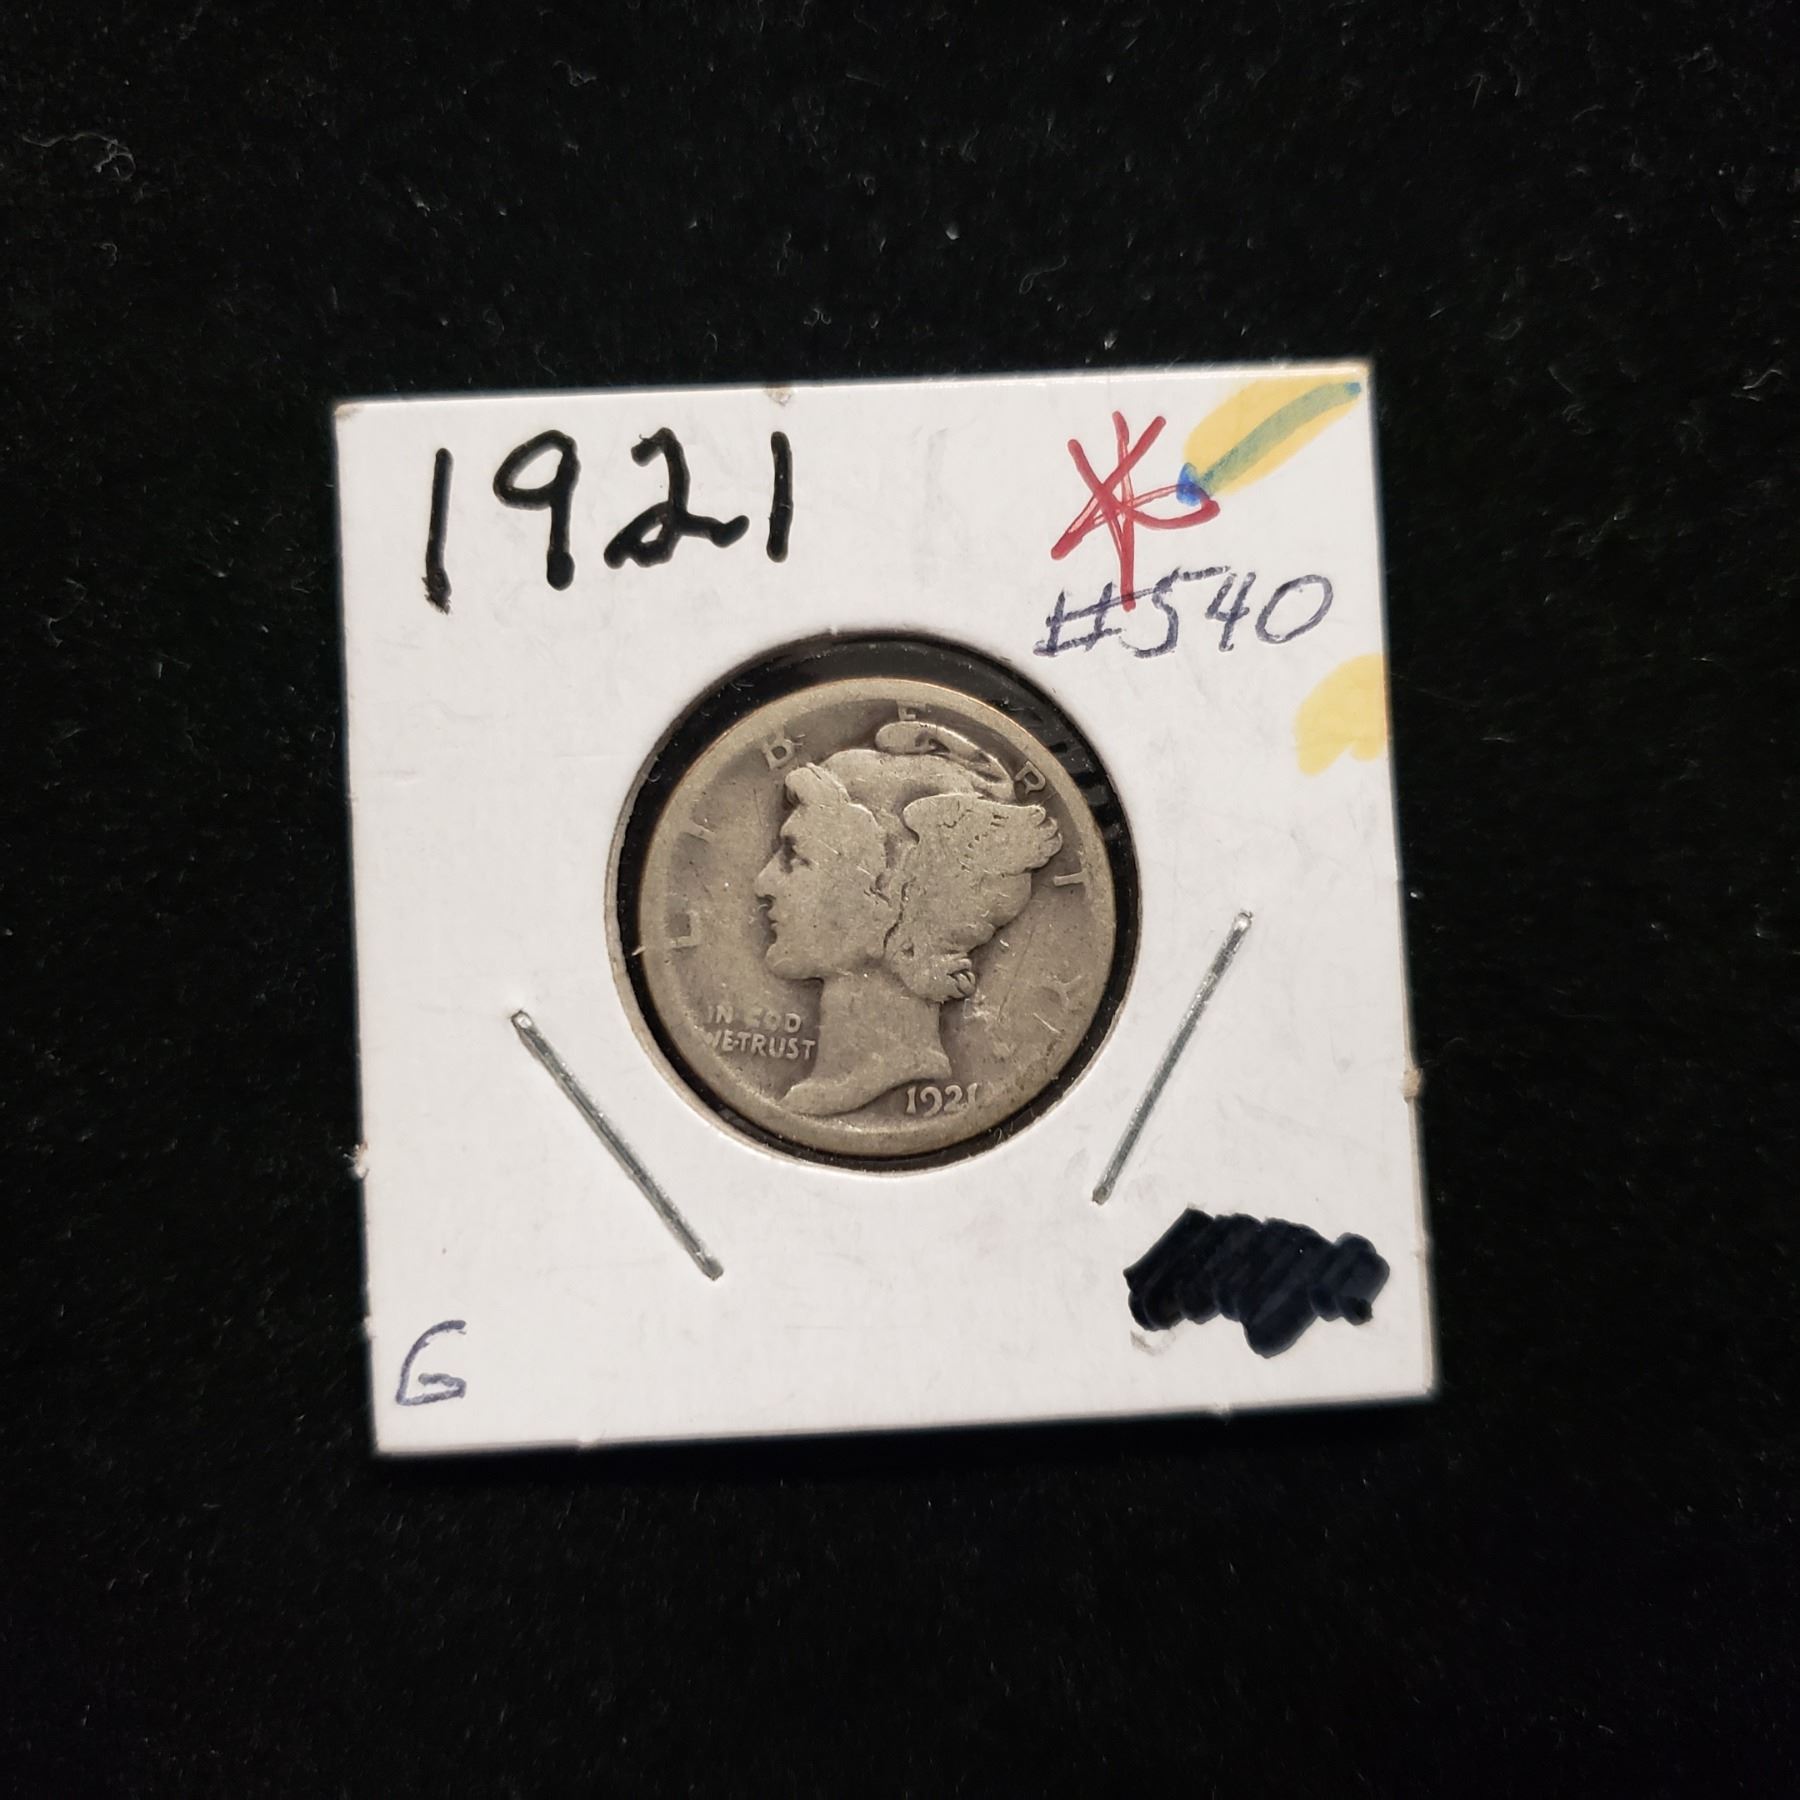 1921
#540
LIBERTY
IN GOD
WE TRUST
1921
G